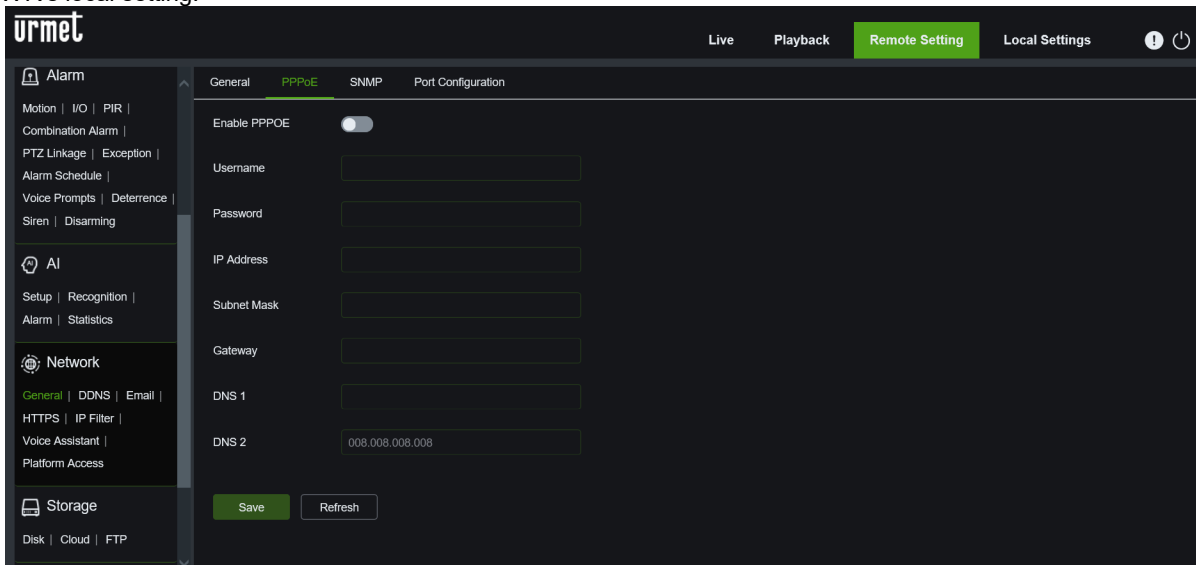 urmet
Live Playback Remote Setting Local Settings
Alarm
Motion | I/O | PIR |
Combination Alarm |
PTZ Linkage | Exception |
Alarm Schedule |
Voice Prompts | Deterrence |
Siren | Disarming
AI
Setup | Recognition |
Alarm | Statistics
Network
General | DDNS | Email |
HTTPS | IP Filter |
Voice Assistant |
Platform Access
Storage
Disk | Cloud | FTP
General PPPoE SNMP Port Configuration
Enable PPPOE
Username
Password
IP Address
Subnet Mask
Gateway
DNS 1
DNS 2 008.008.008.008
Save Refresh